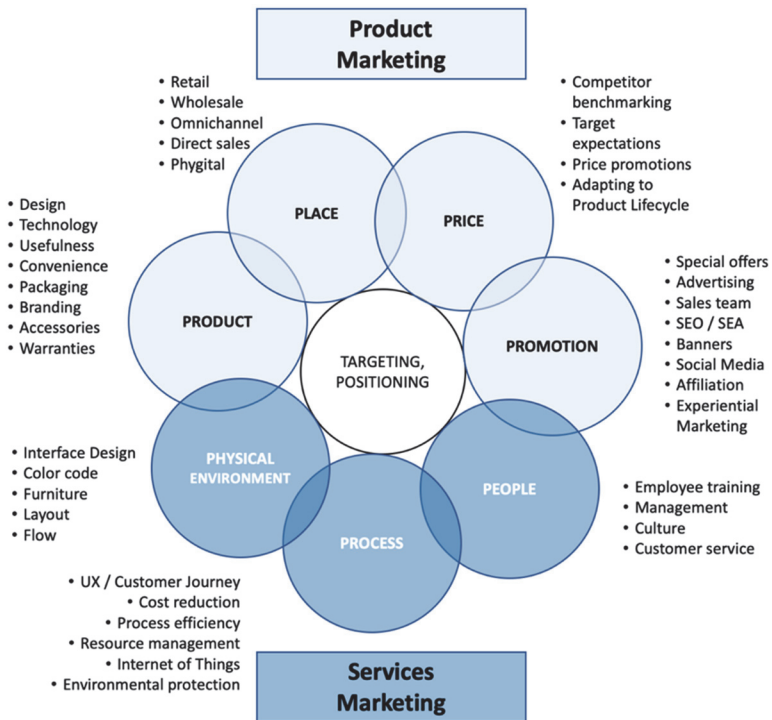 Product
Marketing
• Retail
• Wholesale
• Omnichannel
• Direct sales
• Phygital
• Competitor
benchmarking
• Target
expectations
• Price promotions
• Adapting to
Product Lifecycle
PLACE
PRICE
• Design
• Technology
• Usefulness
• Convenience
• Packaging
• Branding
• Accessories
• Warranties
PRODUCT
TARGETING,
POSITIONING
PROMOTION
• Special offers
• Advertising
• Sales team
• SEO / SEA
• Banners
• Social Media
• Affiliation
• Experiential
Marketing
• Interface Design
• Color code
• Furniture
• Layout
• Flow
PHYSICAL
ENVIRONMENT
PROCESS
PEOPLE
• Employee training
• Management
• Culture
• Customer service
• UX / Customer Journey
• Cost reduction
• Process efficiency
• Resource management
• Internet of Things
• Environmental protection
Services
Marketing